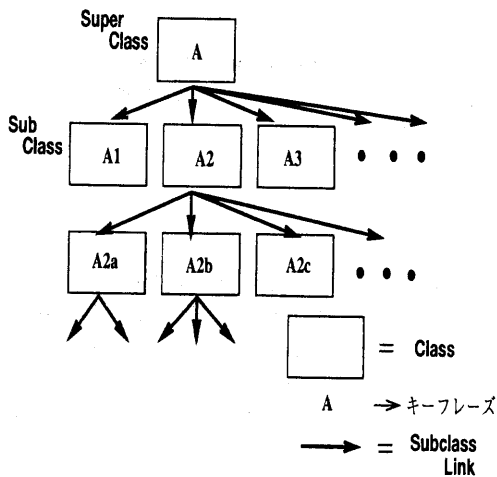 Super
Class
A
Sub
Class
A1
A2
A3
• • •
A2a
A2b
A2c
• • •
= Class
A → キーフレーズ
= Subclass
Link